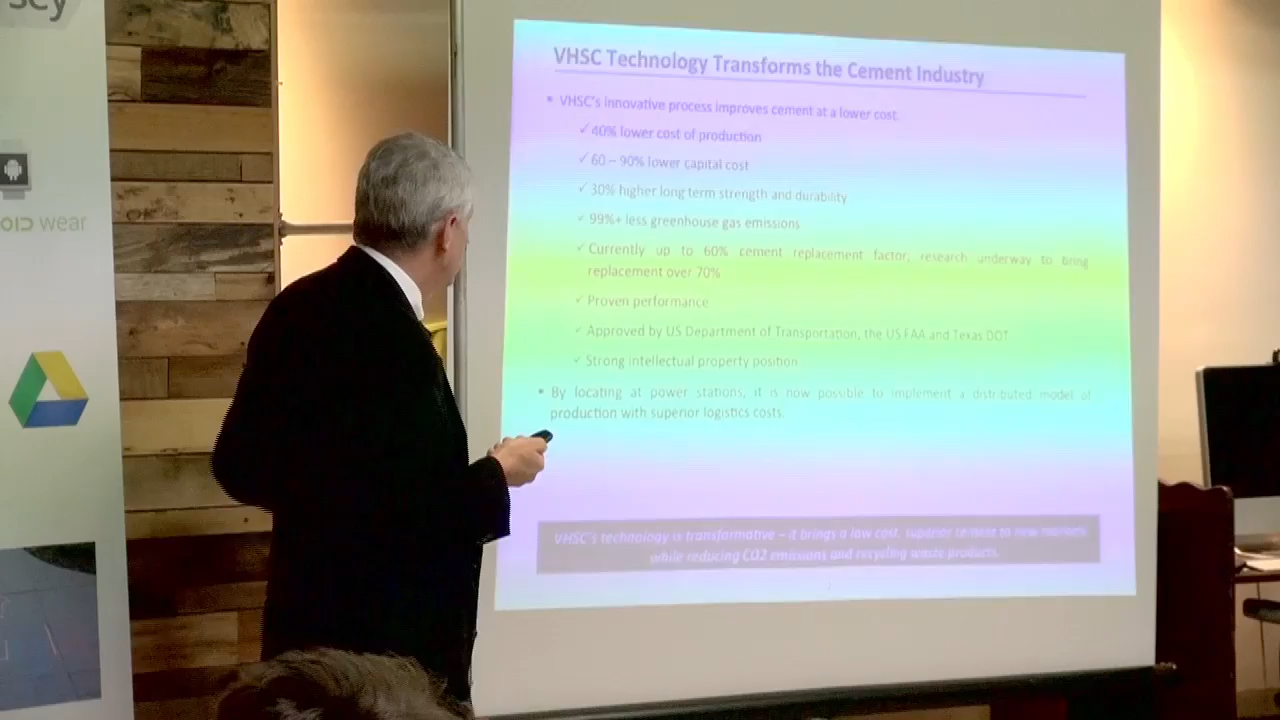 sey
OID wear
VHSC Technology Transforms the Cement Industry
▪ VHSC's innovative process improves cement at a lower cost.
✓ 40% lower cost of production
✓ 60 – 90% lower capital cost
✓ 30% higher long term strength and durability
✓ 99%+ less greenhouse gas emissions
✓ Currently up to 60% cement replacement factor, research underway to bring
replacement over 70%
✓ Proven performance
✓ Approved by US Department of Transportation, the US FAA and Texas DOT
✓ Strong intellectual property position
▪ By locating at power stations, it is now possible to implement a distributed model of
production with superior logistics costs.
VHSC's technology is transformative – it brings a low cost, superior cement to new markets
while reducing CO2 emissions and recycling waste products.